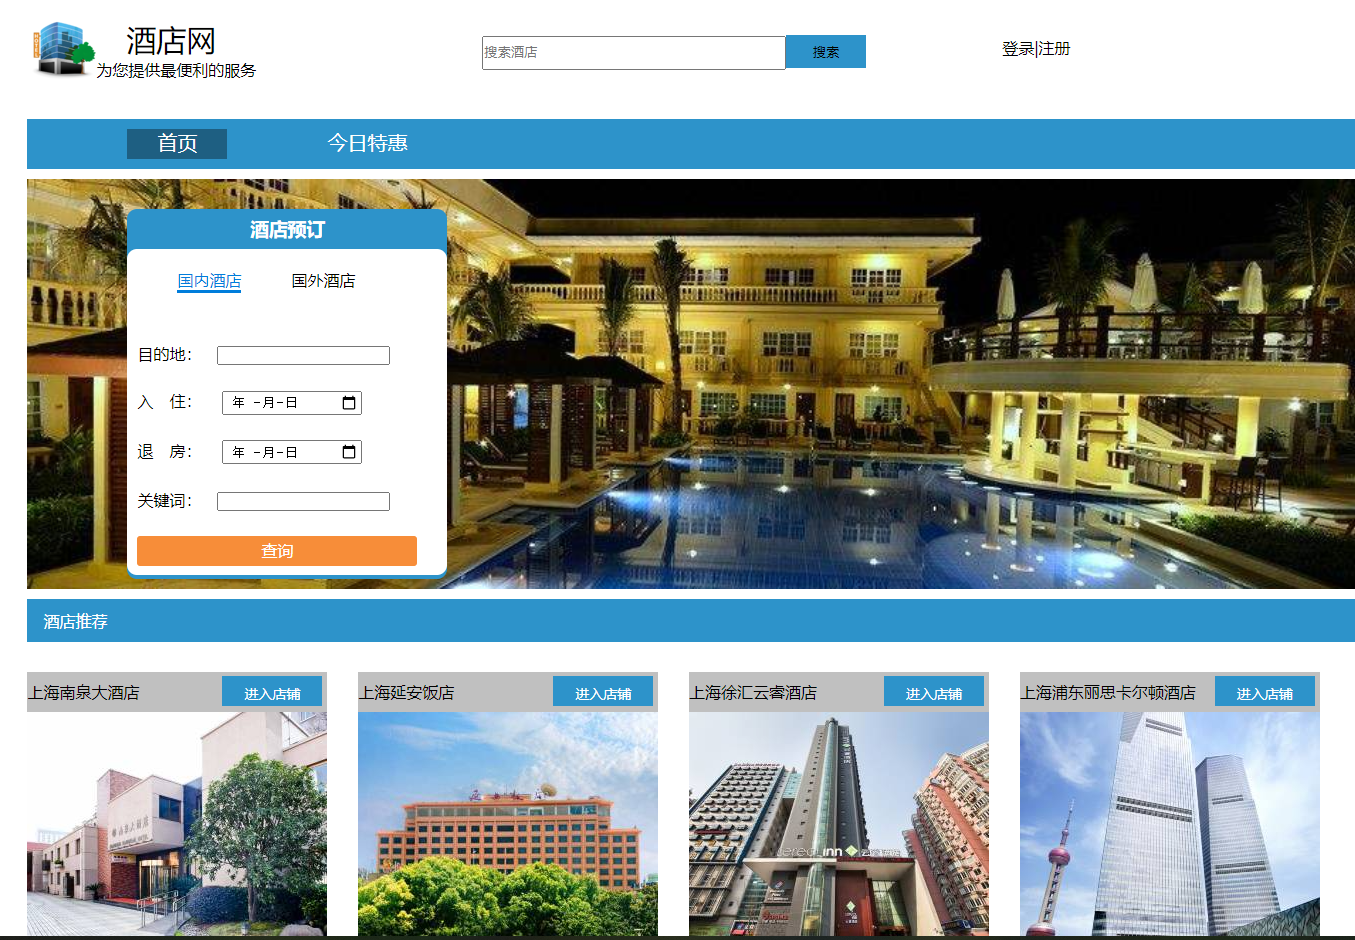 酒店网
为您提供最便利的服务
搜索酒店
搜索
登录|注册
首页
今日特惠
酒店预订
国内酒店
国外酒店
目的地：
入 住：
年 -月-日
退 房：
年 -月-日
关键词：
查询
酒店推荐
上海南泉大酒店
进入店铺
上海延安饭店
进入店铺
上海徐汇云睿酒店
进入店铺
上海浦东丽思卡尔顿酒店
进入店铺